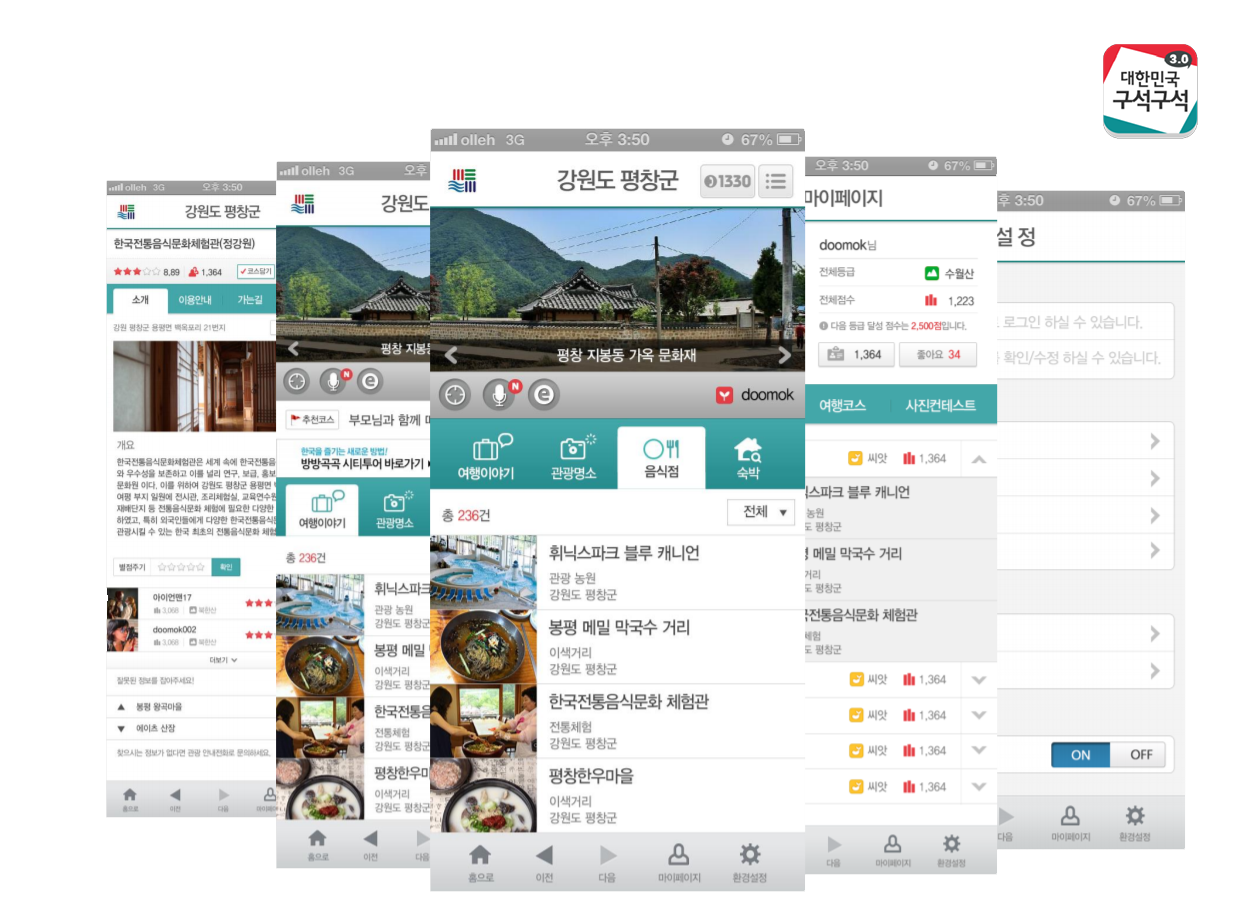 3.0
대한민국
구석구석
olleh 3G 오후 3:50
강원도 평창군
한국전통음식문화체험관(정강원)
8.89 1,364 코스담기
소개 이용안내 가는길
강원 평창군 용평면 백옥포리 21번지
개요
한국전통음식문화체험관은 세계 속에 한국전통음
와 우수성을 보존하고 이를 널리 연구, 보급, 홍보
문화원 이다. 이를 위하여 강원도 평창군 용평면
여평 부지 일원에 전시관, 조리체험실, 교육연수원
재배단지 등 전통음식문화 체험에 필요한 다양한
하였고, 특히 외국인들에게 다양한 한국전통음식
관광시킬 수 있는 한국 최초의 전통음식문화 체험
별점주기 확인
아이언맨17
3,068 북한산
doomok002
3,068 북한산
더보기
잘못된 정보를 잡아주세요!
▲ 봉평 왕곡마을
▼ 에이츠 산장
찾으시는 정보가 없다면 관광 안내전화로 문의하세요.
홈으로 이전 다음 마이페이
olleh 3G 오후
강원도
평창 지봉
N
추천코스 부모님과 함께
한국을 즐기는 새로운 방법!
방방곡곡 시티투어 바로가기
여행이야기 관광명소
총 236건
휘닉스파크
관광 농원
강원도 평창군
봉평 메밀
이색거리
강원도 평창군
한국전통음
전통체험
강원도 평창군
평창한우마
이색거리
강원도 평창군
홈으로 이전 다음
olleh 3G 오후 3:50 67%
강원도 평창군 1330
평창 지봉동 가옥 문화재
N doomok
여행이야기 관광명소 음식점 숙박
총 236건 전체 ▼
휘닉스파크 블루 캐니언
관광 농원
강원도 평창군
봉평 메밀 막국수 거리
이색거리
강원도 평창군
한국전통음식문화 체험관
전통체험
강원도 평창군
평창한우마을
이색거리
강원도 평창군
홈으로 이전 다음 마이페이지 환경설정
오후 3:50 67%
마이페이지
doomok님
전체등급 수월산
전체점수 1,223
다음 등급 달성 점수는 2,500점입니다.
1,364 좋아요 34
여행코스 사진컨테스트
씨앗 1,364
닉스파크 블루 캐니언
농원
도 평창군
메밀 막국수 거리
거리
도 평창군
국전통음식문화 체험관
체험
도 평창군
씨앗 1,364
씨앗 1,364
씨앗 1,364
씨앗 1,364
다음 마이페이지 환경설정
후 3:50 67%
설정
로그인 하실 수 있습니다.
확인/수정 하실 수 있습니다.
ON OFF
다음 마이페이지 환경설정